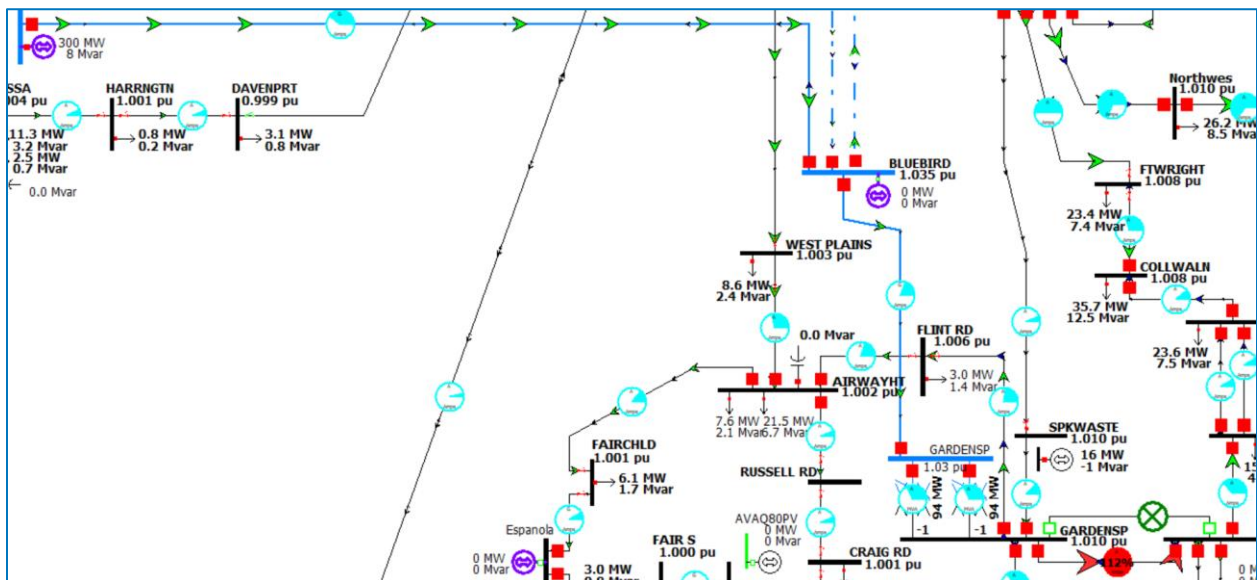 300 MW
8 Mvar
SSA
004 pu
HARRNGTN
1.001 pu
DAVENPRT
0.999 pu
11.3 MW
3.2 Mvar
2.5 MW
0.7 Mvar
0.0 Mvar
0.8 MW
0.2 Mvar
3.1 MW
0.8 Mvar
BLUEBIRD
1.035 pu
0 MW
0 Mvar
Northwes
1.010 pu
26.2 MW
8.5 Mvar
FTWRIGHT
1.008 pu
23.4 MW
7.4 Mvar
WEST PLAINS
1.003 pu
8.6 MW
2.4 Mvar
COLLWALN
1.008 pu
35.7 MW
12.5 Mvar
0.0 Mvar
FLINT RD
1.006 pu
3.0 MW
1.4 Mvar
23.6 MW
7.5 Mvar
AIRWAYHT
1.002 pu
7.6 MW
2.1 Mvar
21.5 MW
6.7 Mvar
FAIRCHLD
1.001 pu
6.1 MW
1.7 Mvar
SPKWASTE
1.010 pu
16 MW
-1 Mvar
GARDENSP
1.03 pu
RUSSELL RD
94 MW
94 MW
-1
-1
Espanola
0 MW
0 Mvar
3.0 MW
FAIR S
1.000 pu
AVAQ80PV
0 MW
0 Mvar
CRAIG RD
1.001 pu
GARDENSP
1.010 pu
12%